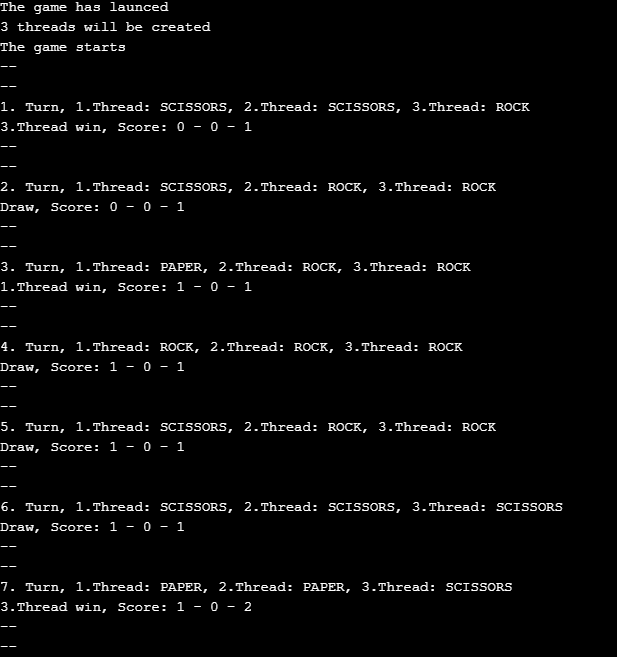 The game has launced
3 threads will be created
The game starts
--
--
1. Turn, 1.Thread: SCISSORS, 2.Thread: SCISSORS, 3.Thread: ROCK
3.Thread win, Score: 0 - 0 - 1
--
--
2. Turn, 1.Thread: SCISSORS, 2.Thread: ROCK, 3.Thread: ROCK
Draw, Score: 0 - 0 - 1
--
--
3. Turn, 1.Thread: PAPER, 2.Thread: ROCK, 3.Thread: ROCK
1.Thread win, Score: 1 - 0 - 1
--
--
4. Turn, 1.Thread: ROCK, 2.Thread: ROCK, 3.Thread: ROCK
Draw, Score: 1 - 0 - 1
--
--
5. Turn, 1.Thread: SCISSORS, 2.Thread: ROCK, 3.Thread: ROCK
Draw, Score: 1 - 0 - 1
--
--
6. Turn, 1.Thread: SCISSORS, 2.Thread: SCISSORS, 3.Thread: SCISSORS
Draw, Score: 1 - 0 - 1
--
--
7. Turn, 1.Thread: PAPER, 2.Thread: PAPER, 3.Thread: SCISSORS
3.Thread win, Score: 1 - 0 - 2
--
--